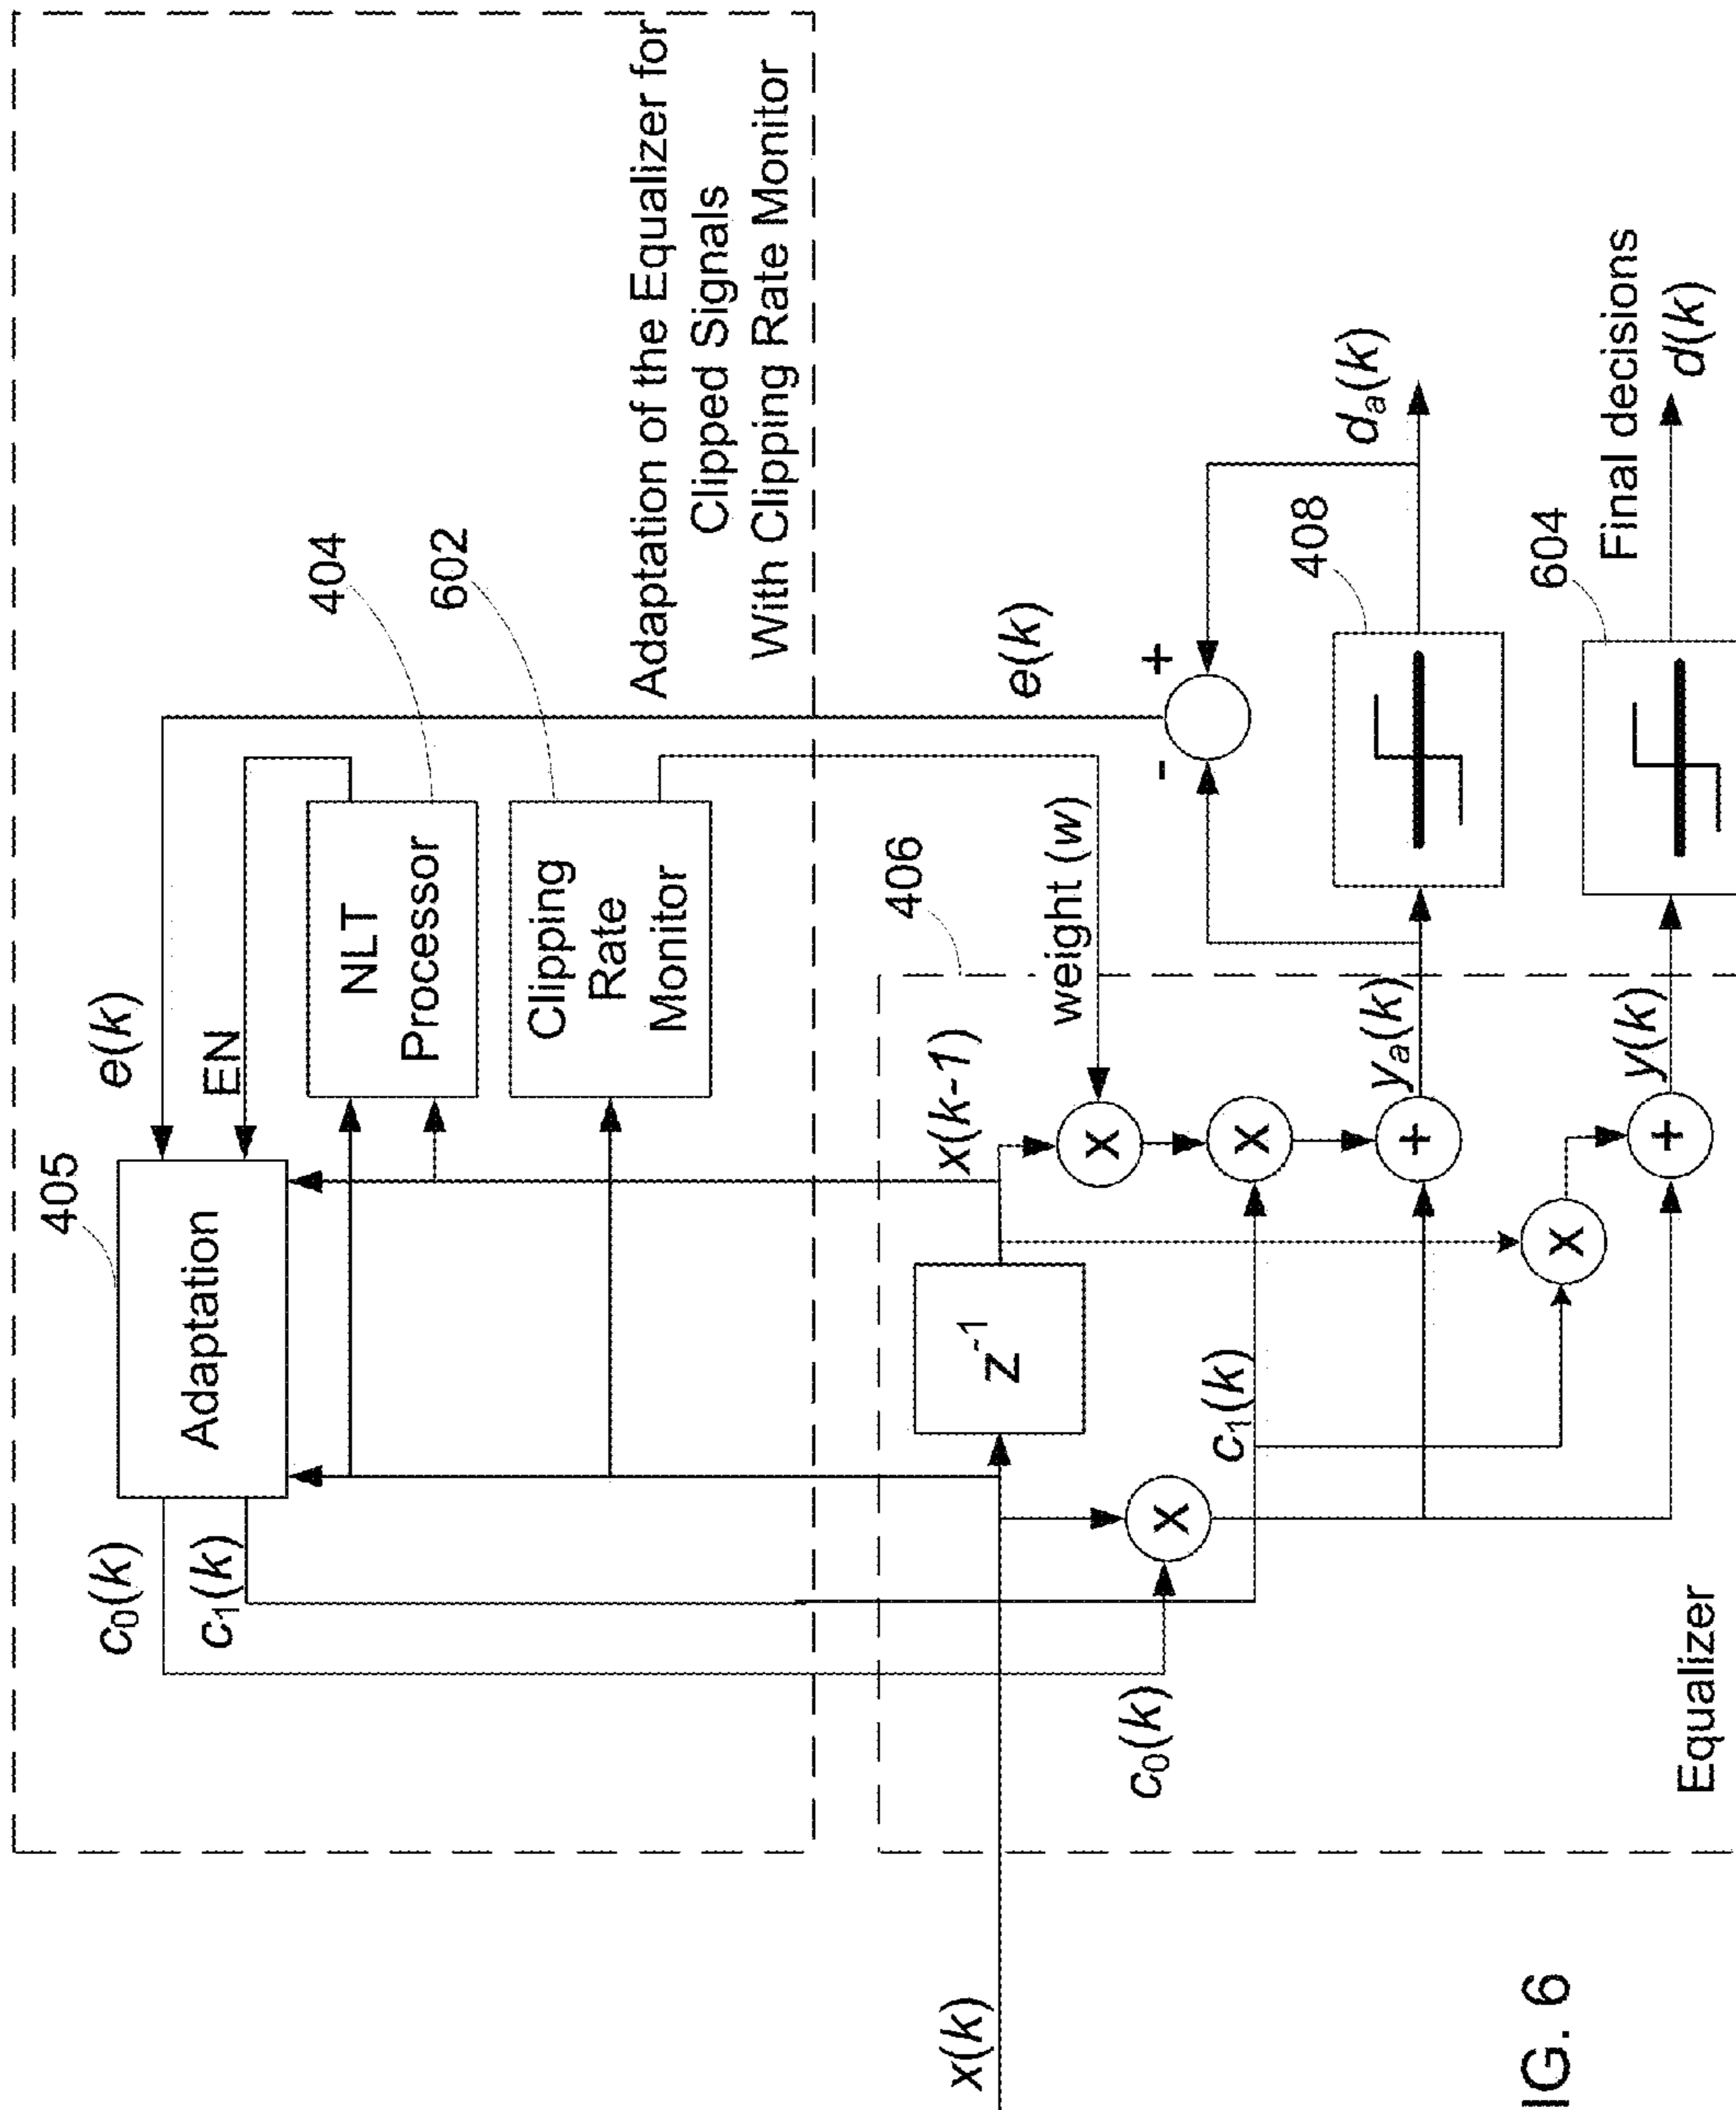 405
Adaptation
e(k)
EN
c₀(k)
c₁(k)
404
NLT
Processor
602
Clipping
Rate
Monitor
Adaptation of the Equalizer for
Clipped Signals
With Clipping Rate Monitor
x(k)
z⁻¹
x(k-1)
406
weight (w)
e(k)
-
+
c₀(k)
X
c₁(k)
X
X
+
yₐ(k)
408
dₐ(k)
X
+
y(k)
604
Final decisions
d(k)
Equalizer
IG. 6